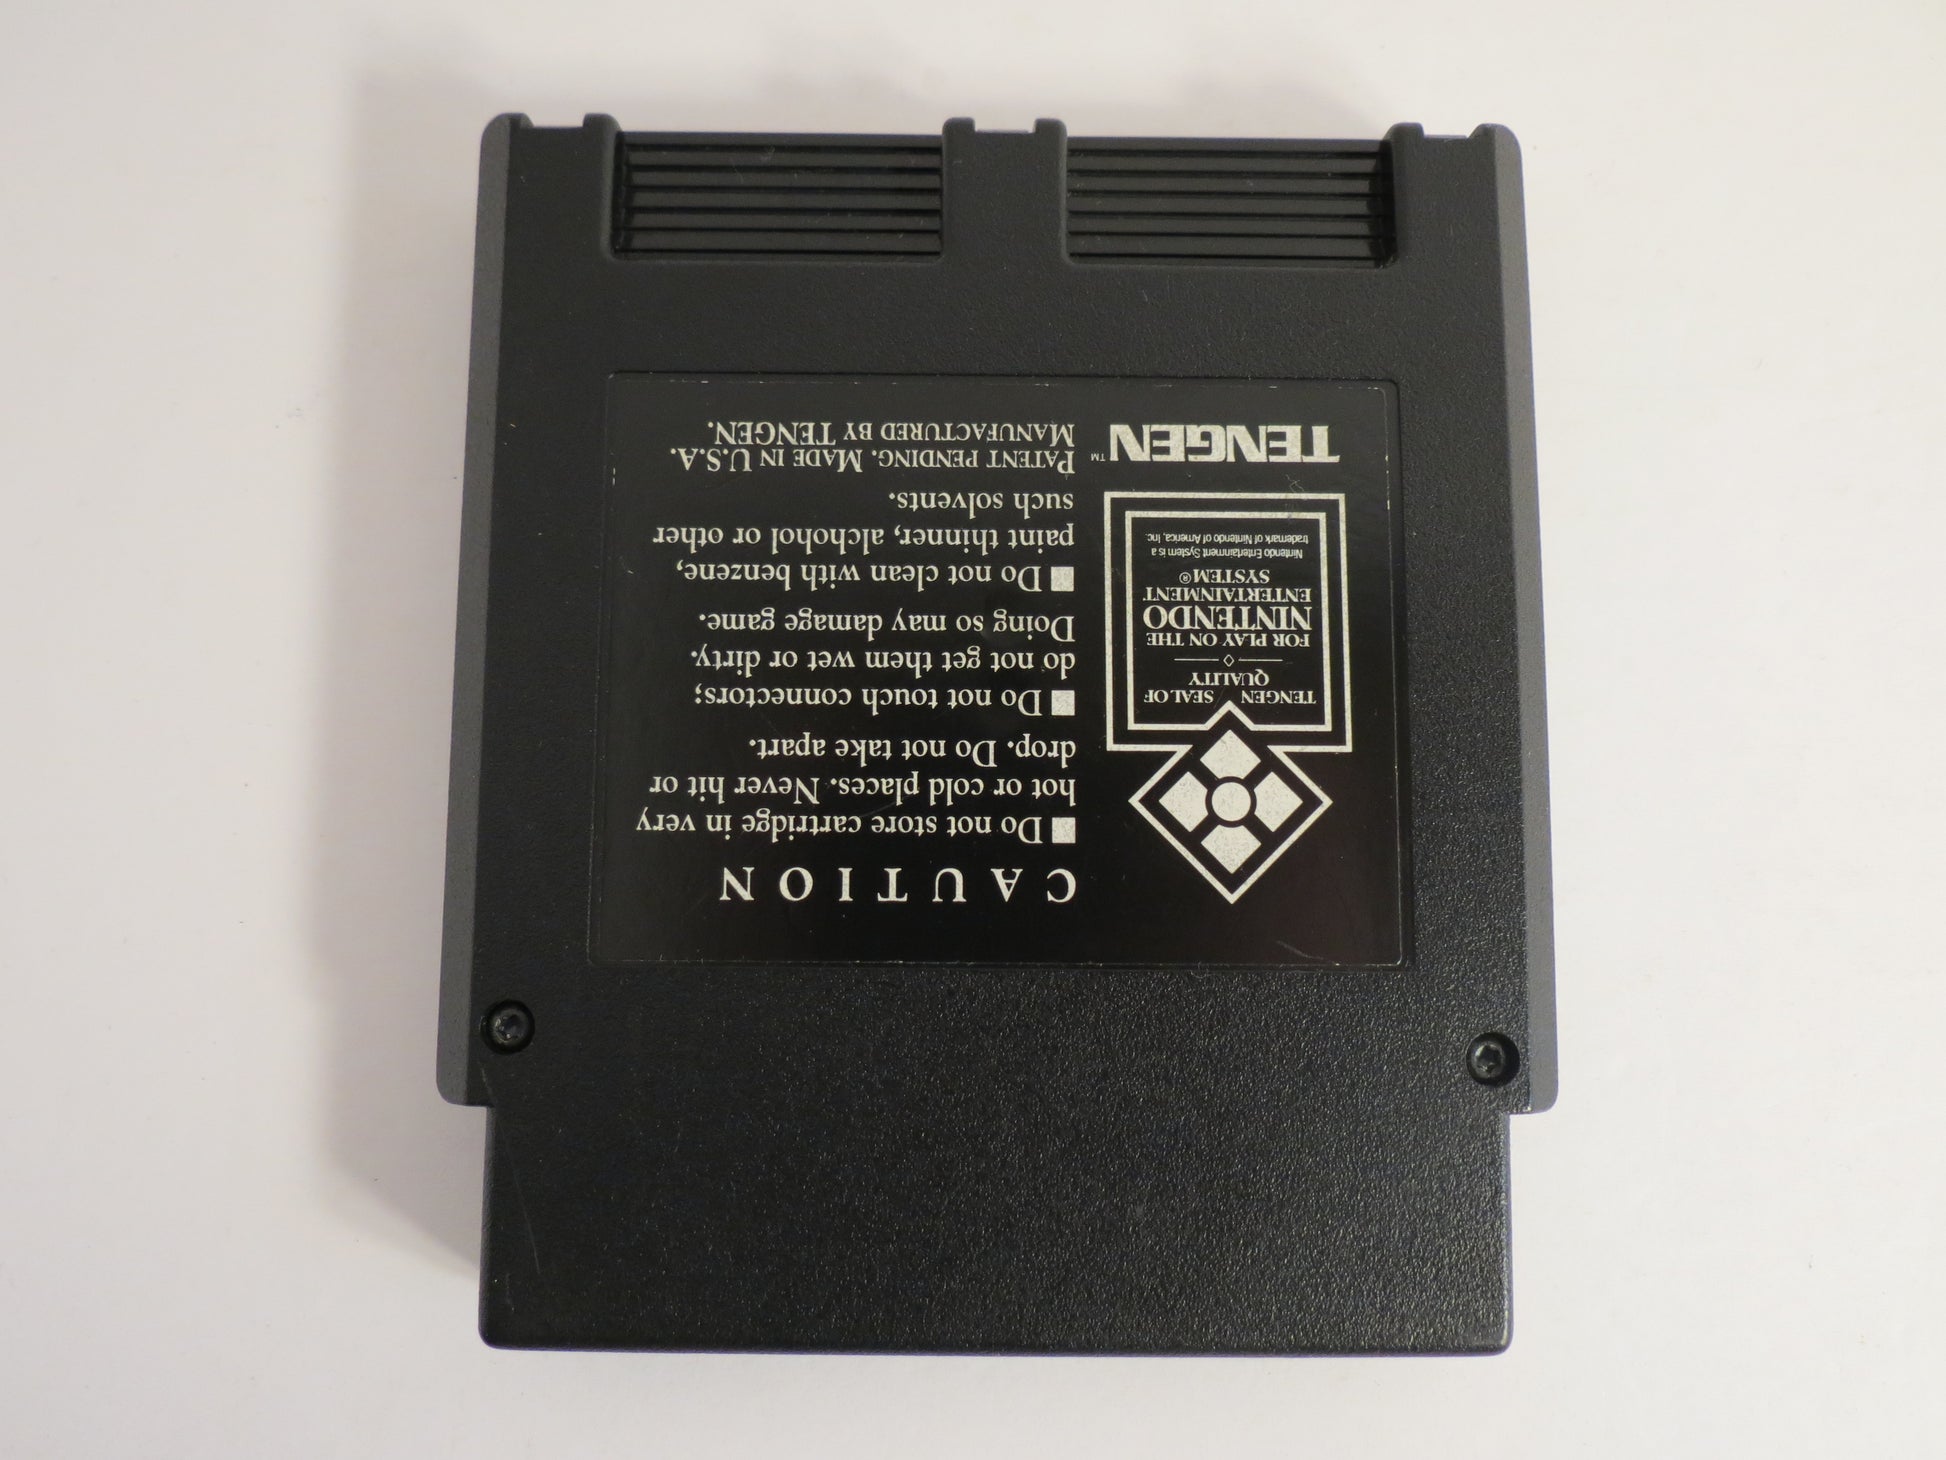 CAUTION
■ Do not store cartridge in very
hot or cold places. Never hit or
drop. Do not take apart.
■ Do not touch connectors;
do not get them wet or dirty.
Doing so may damage game.
■ Do not clean with benzene,
paint thinner, alchohol or other
such solvents.
PATENT PENDING. MADE IN U.S.A.
MANUFACTURED BY TENGEN.
TENGEN SEAL OF
QUALITY
FOR PLAY ON THE
NINTENDO
ENTERTAINMENT
SYSTEM®
Nintendo Entertainment System is a
trademark of Nintendo of America, Inc.
TENGEN™